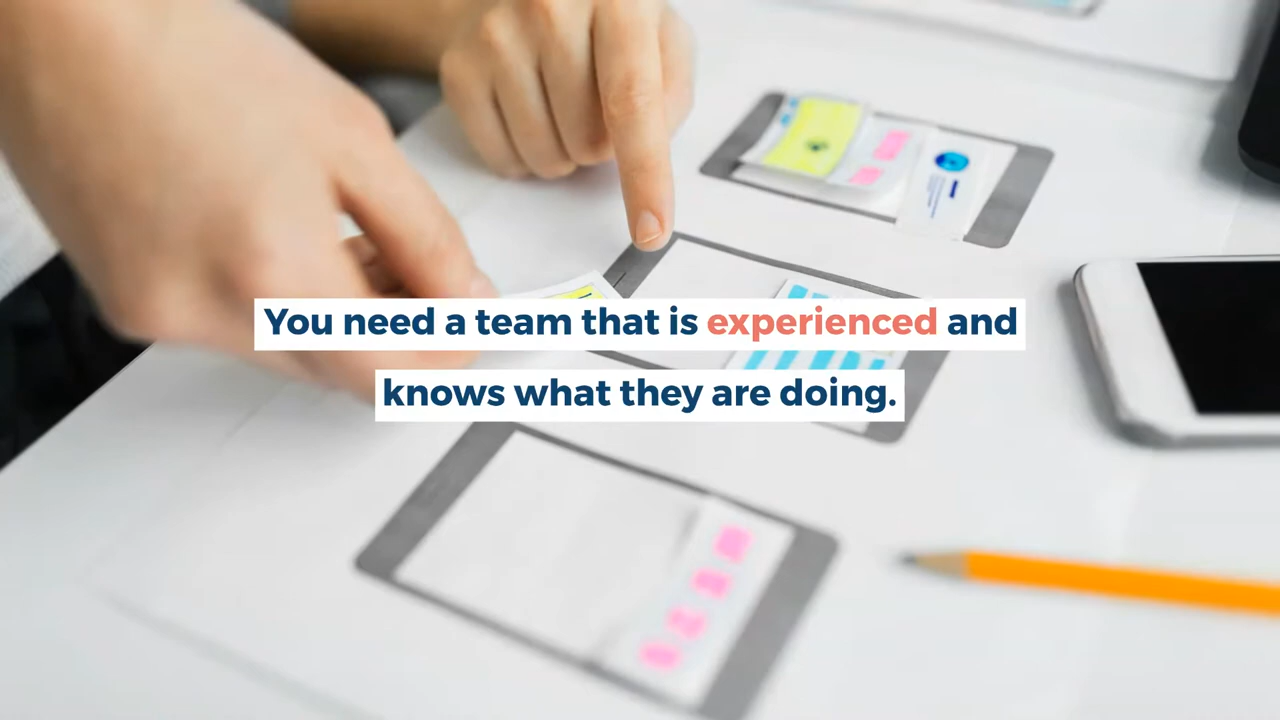 You need a team that is experienced and
knows what they are doing.